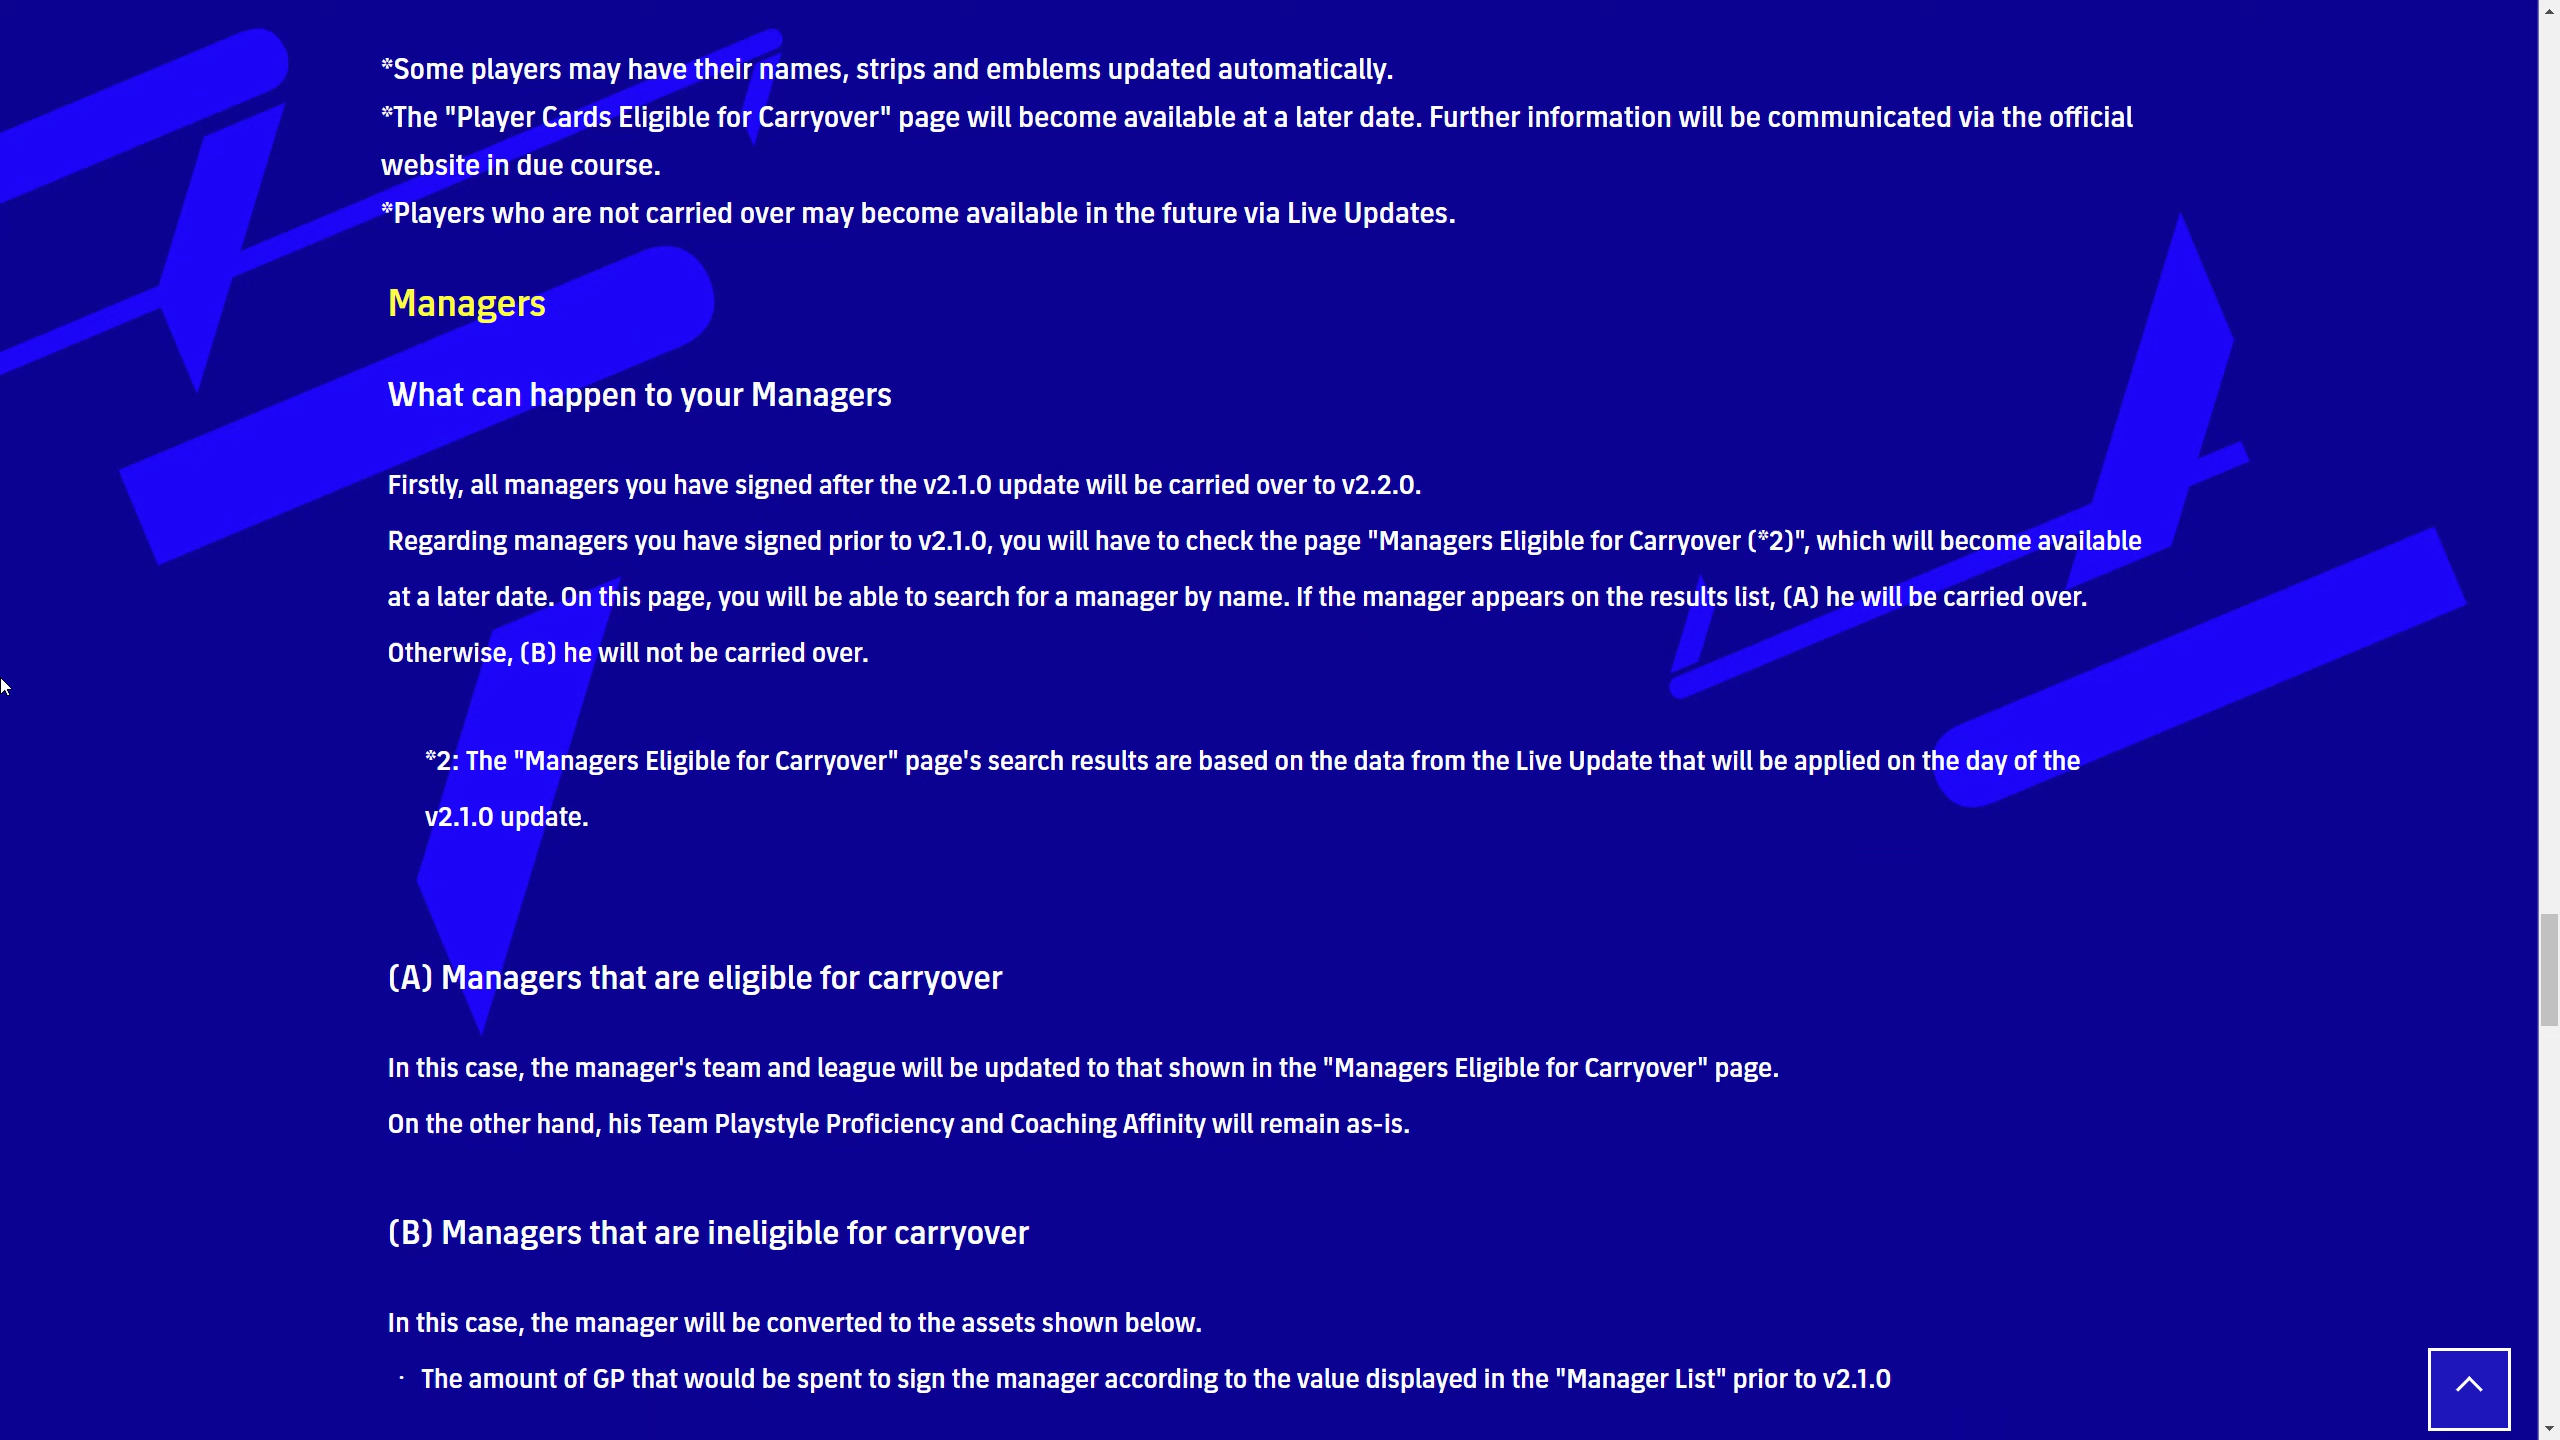 *Some players may have their names, strips and emblems updated automatically.
*The "Player Cards Eligible for Carryover" page will become available at a later date. Further information will be communicated via the official
website in due course.
*Players who are not carried over may become available in the future via Live Updates.
Managers
What can happen to your Managers
Firstly, all managers you have signed after the v2.1.0 update will be carried over to v2.2.0.
Regarding managers you have signed prior to v2.1.0, you will have to check the page "Managers Eligible for Carryover (*2)", which will become available
at a later date. On this page, you will be able to search for a manager by name. If the manager appears on the results list, (A) he will be carried over.
Otherwise, (B) he will not be carried over.
*2: The "Managers Eligible for Carryover" page's search results are based on the data from the Live Update that will be applied on the day of the
v2.1.0 update.
(A) Managers that are eligible for carryover
In this case, the manager's team and league will be updated to that shown in the "Managers Eligible for Carryover" page.
On the other hand, his Team Playstyle Proficiency and Coaching Affinity will remain as-is.
(B) Managers that are ineligible for carryover
In this case, the manager will be converted to the assets shown below.
・ The amount of GP that would be spent to sign the manager according to the value displayed in the "Manager List" prior to v2.1.0